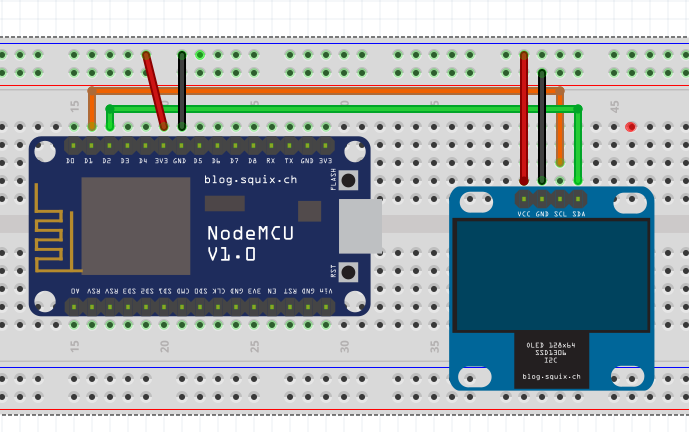 15 20 25 30 35 45
D0 D1 D2 D3 D4 3V3 GND D5 D6 D7 D8 RX TX GND 3V3
FLASH
blog.squix.ch
NodeMCU
V1.0
RST
A0 RSV RSV SD3 SD2 SD1 CMD SD0 CLK GND 3V3 EN RST GND Vin
VCC GND SCL SDA
OLED 128x64
SSD1306
I2C
blog.squix.ch
15 20 25 30 35